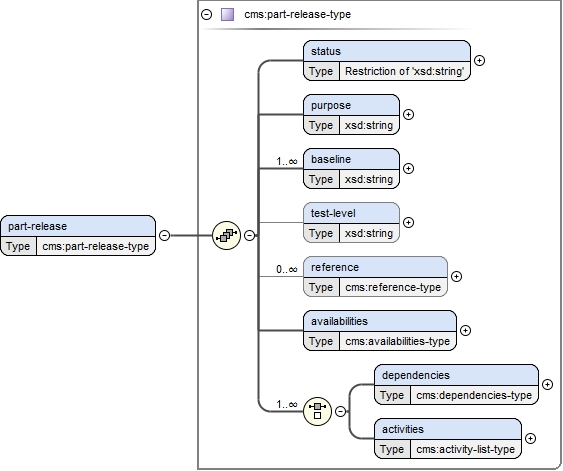 cms:part-release-type
status
Type Restriction of 'xsd:string'
purpose
Type xsd:string
1..∞
baseline
Type xsd:string
part-release
Type cms:part-release-type
test-level
Type xsd:string
0..∞
reference
Type cms:reference-type
availabilities
Type cms:availabilities-type
dependencies
Type cms:dependencies-type
1..∞
activities
Type cms:activity-list-type